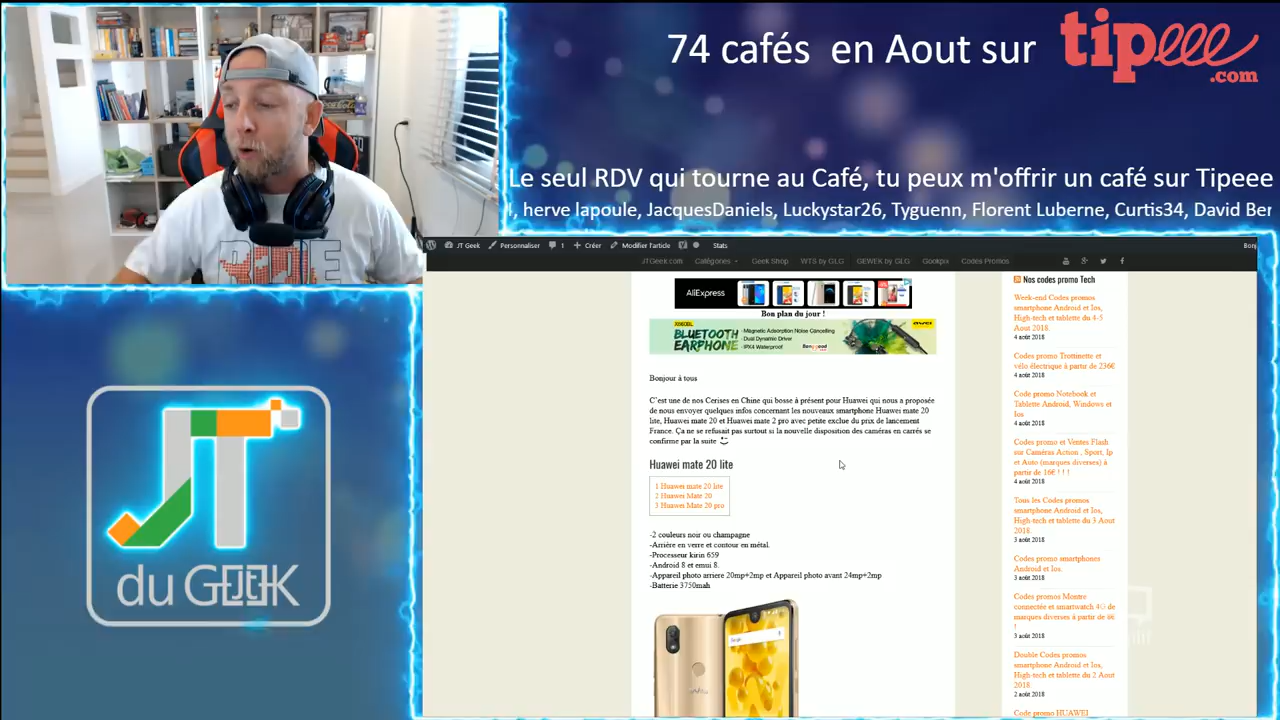 74 cafés en Aout sur
tipeee
.com
Le seul RDV qui tourne au Café, tu peux m'offrir un café sur Tipeee
herve lapoule, JacquesDaniels, Luckystar26, Tyguenn, Florent Luberne, Curtis34, David Ber
JT Geek Personnaliser 1 Créer Modifier l'article Stats Bonj
JTGeek.com Catégories Geek Shop WTS by GLG GEWEK by GLG Gookpix Codes Promos
AliExpress
Bon plan du jour !
BLUETOOTH
EARPHONE
-Magnetic Adsorption Noise Cancelling
-Dual Dynamic Driver
-IPX4 Waterproof
Banggood
awei
Bonjour à tous
C'est une de nos Cerises en Chine qui bosse à présent pour Huawei qui nous a proposée
de nous envoyer quelques infos concernant les nouveaux smartphone Huawei mate 20
lite, Huawei mate 20 et Huawei mate 2 pro avec petite exclue du prix de lancement
France. Ça ne se refusait pas surtout si la nouvelle disposition des caméras en carrés se
confirme par la suite
Huawei mate 20 lite
1 Huawei mate 20 lite
2 Huawei Mate 20
3 Huawei Mate 20 pro
-2 couleurs noir ou champagne
-Arrière en verre et contour en métal.
-Processeur kirin 659
-Android 8 et emui 8.
-Appareil photo arriere 20mp+2mp et Appareil photo avant 24mp+2mp
-Batterie 3750mah
Google
Nos codes promo Tech
Week-end Codes promos
smartphone Android et Ios,
High-tech et tablette du 4-5
Aout 2018.
4 août 2018
Codes promo Trottinette et
vélo électrique à partir de 236€
4 août 2018
Code promo Notebook et
Tablette Android, Windows et
Ios
4 août 2018
Codes promo et Ventes Flash
sur Caméras Action , Sport, Ip
et Auto (marques diverses) à
partir de 16€ ! ! !
4 août 2018
Tous les Codes promos
smartphone Android et Ios,
High-tech et tablette du 3 Aout
2018.
3 août 2018
Codes promo smartphones
Android et Ios.
3 août 2018
Codes promos Montre
connectée et smartwatch 4G de
marques diverses à partir de 8€
!
3 août 2018
Double Codes promos
smartphone Android et Ios,
High-tech et tablette du 2 Aout
2018.
2 août 2018
Code promo HUAWEI
JT
du GEEK